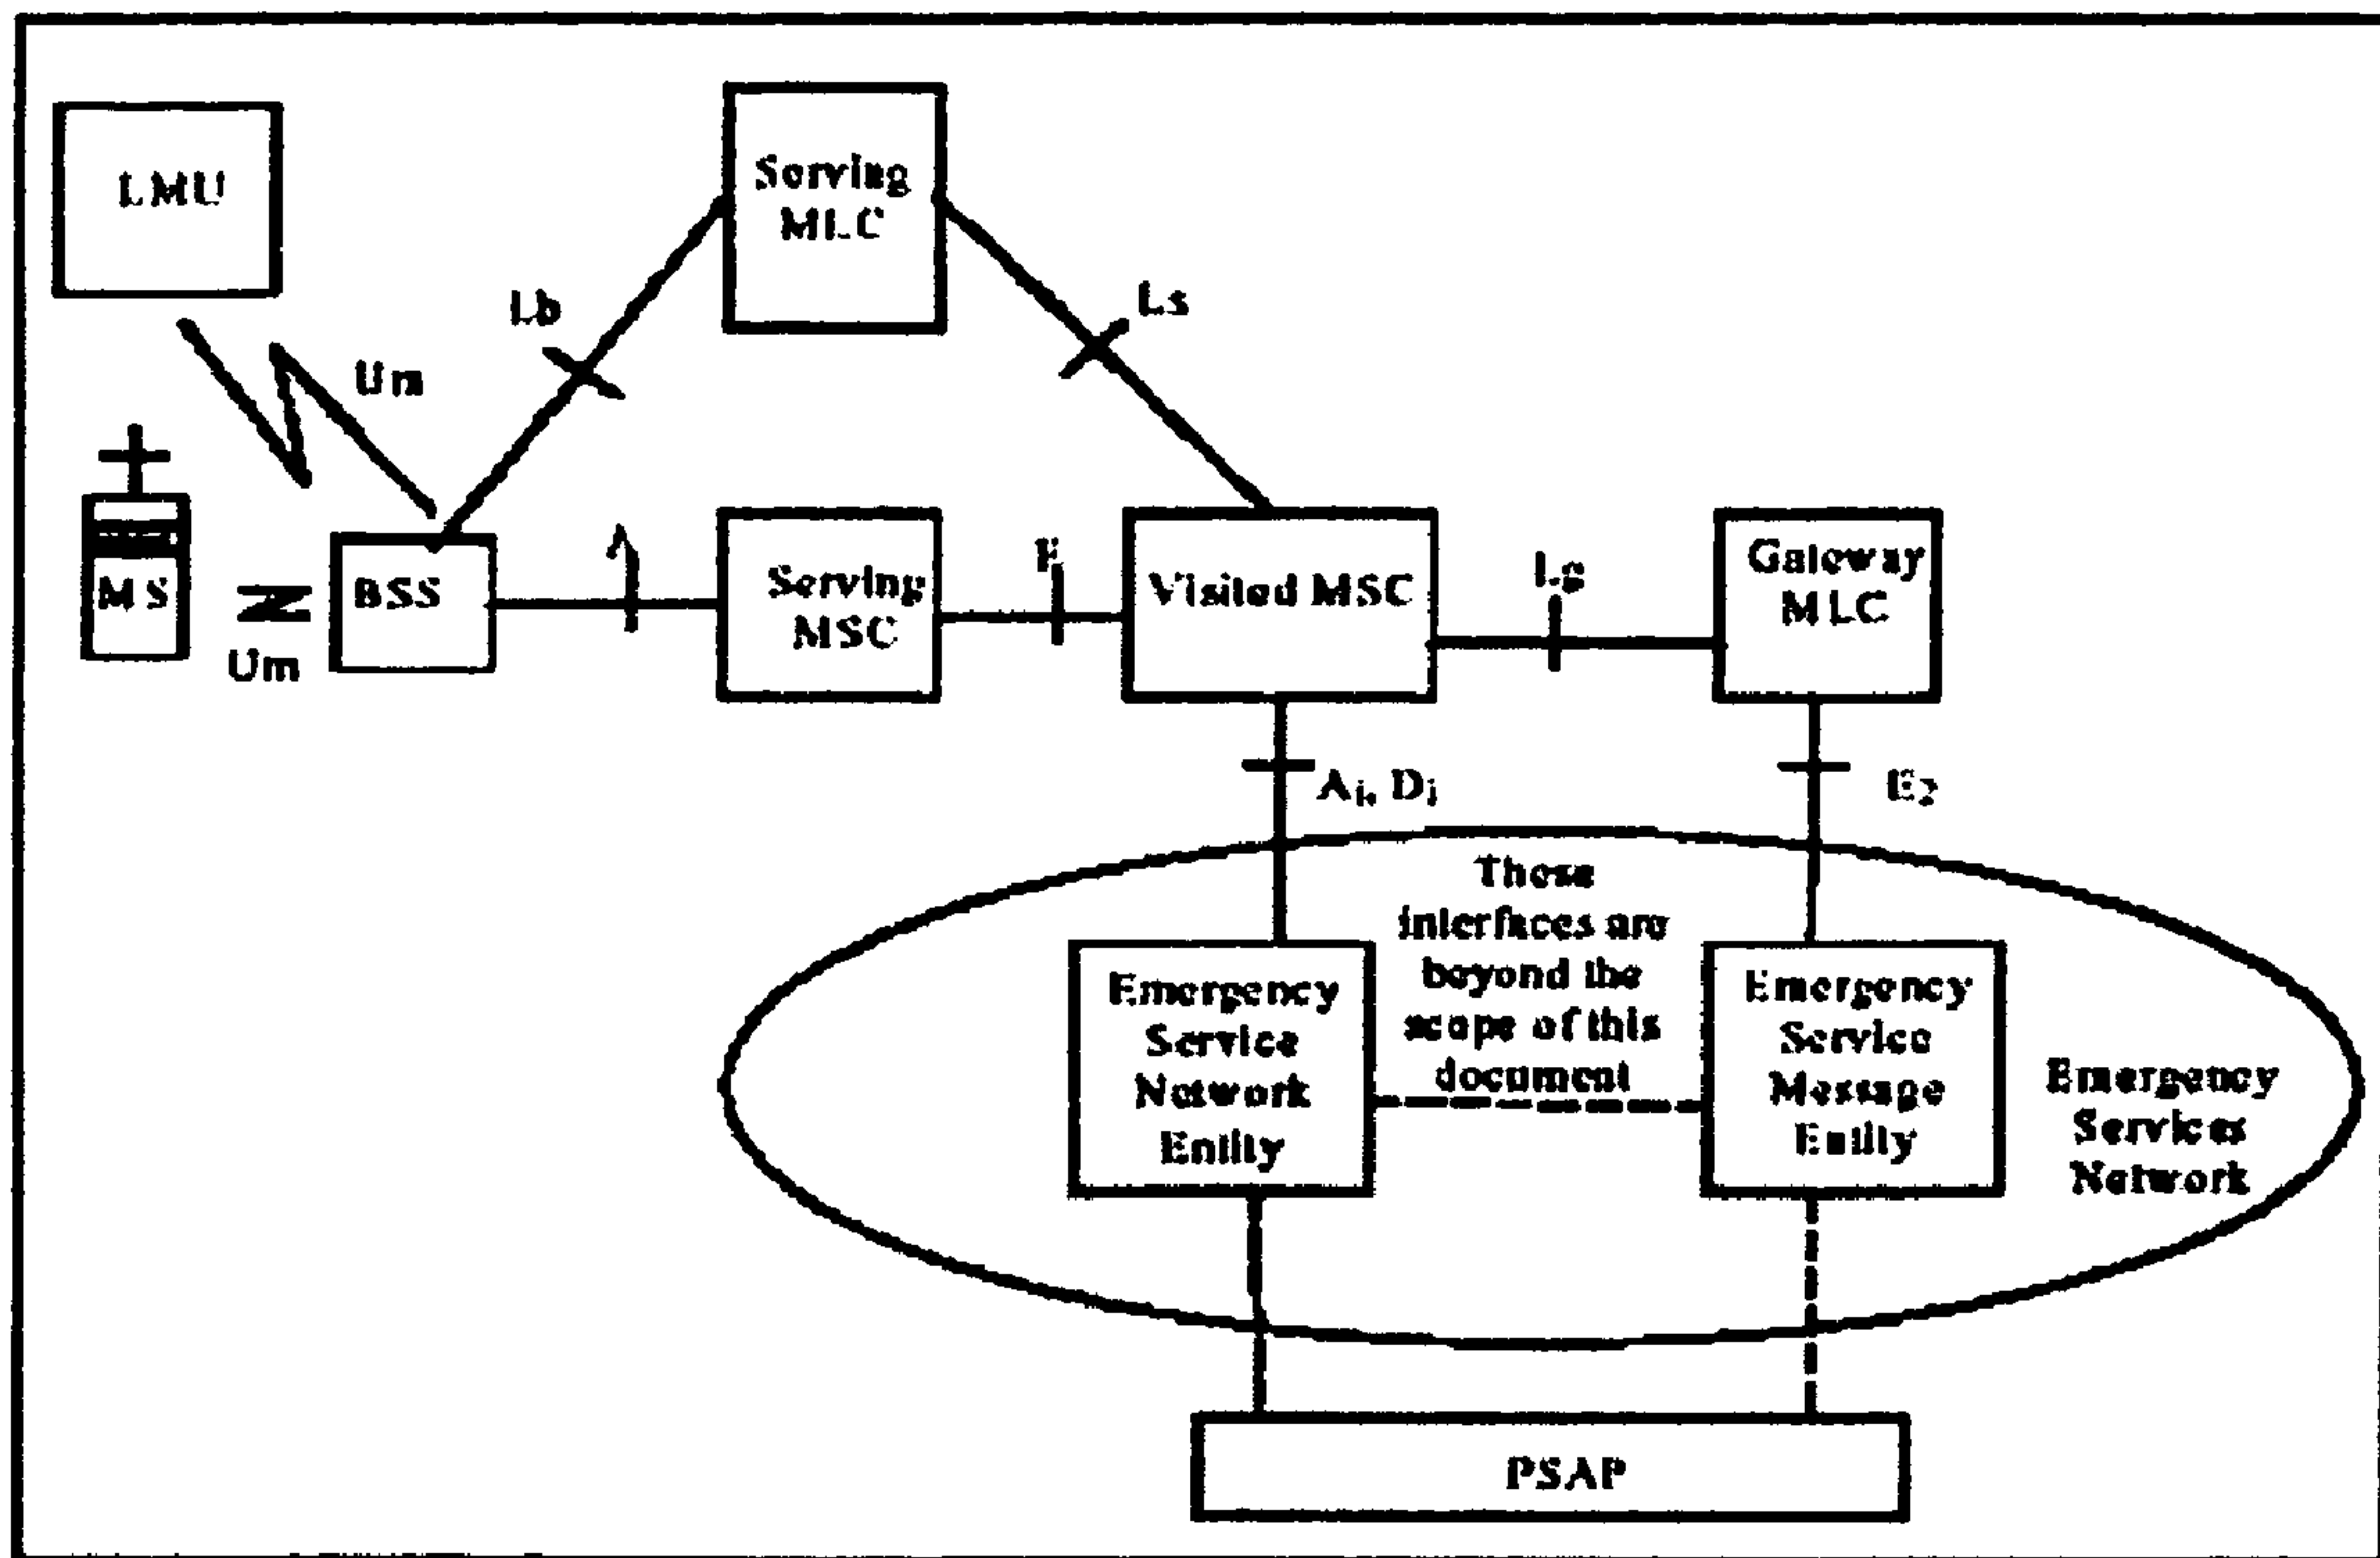 LMU
Serving
MLC
Lb
Ls
Um
MS
Um
BSS
A
Serving
MSC
E
Visited MSC
Lg
Gateway
MLC
Ai, Di
E2
These
interfaces are
beyond the
scope of this
document
Emergency
Service
Network
Entity
Emergency
Service
Message
Entity
Emergency
Services
Network
PSAP